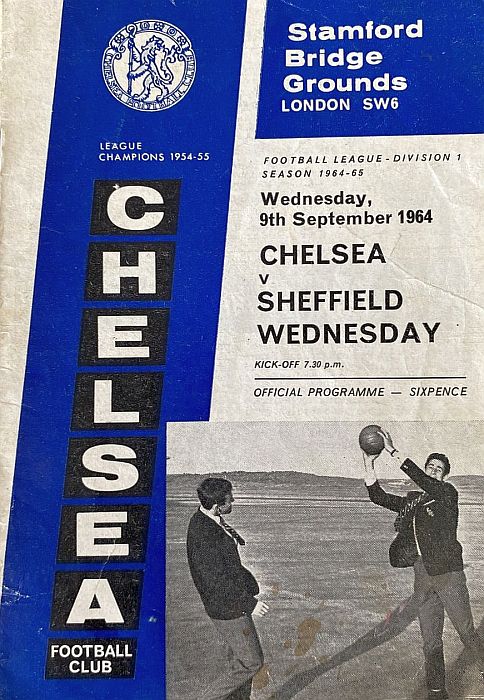 Stamford
Bridge
Grounds
LONDON SW6
LEAGUE
CHAMPIONS 1954-55
FOOTBALL LEAGUE - DIVISION 1
SEASON 1964-65
Wednesday,
9th September 1964
CHELSEA
v
SHEFFIELD
WEDNESDAY
KICK-OFF 7.30 p.m.
OFFICIAL PROGRAMME — SIXPENCE
CHELSEA
FOOTBALL
CLUB